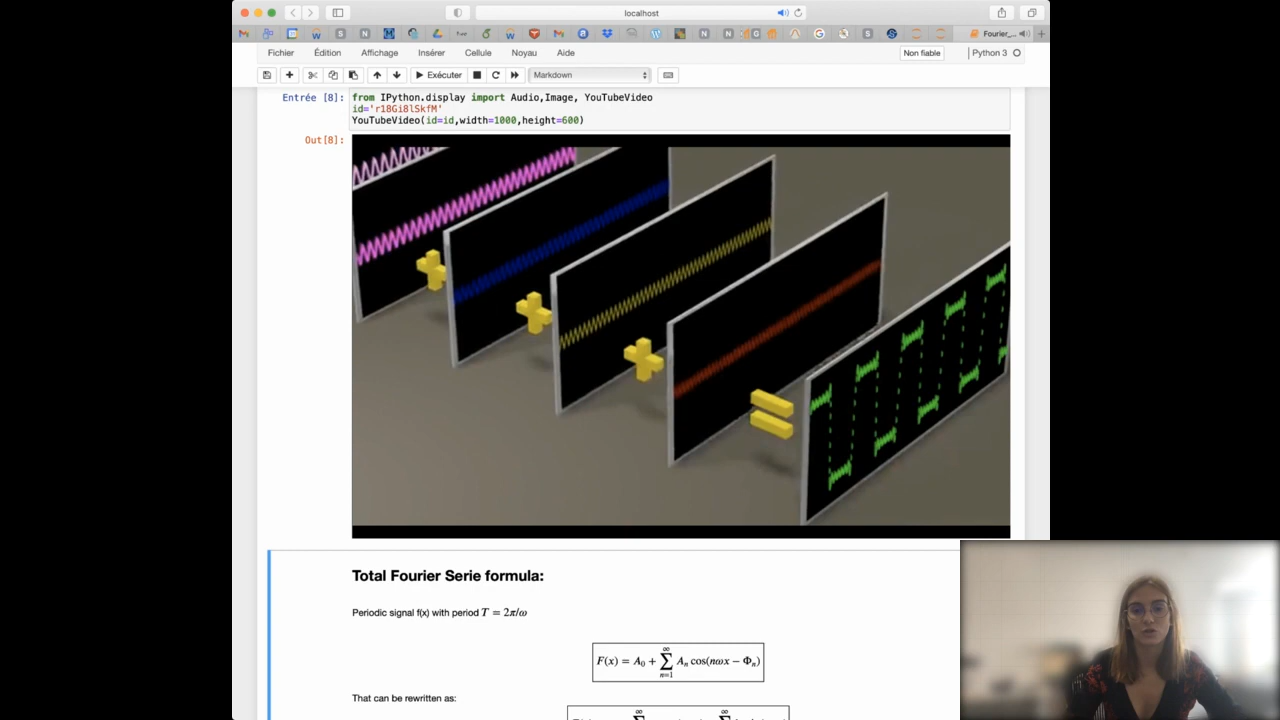 localhost
Fourier_...
Fichier Édition Affichage Insérer Cellule Noyau Aide Non fiable Python 3
Exécuter Markdown
Entrée [8]: from IPython.display import Audio,Image, YouTubeVideo
id='r18Gi8lSkfM'
YouTubeVideo(id=id,width=1000,height=600)
Out[8]:
Total Fourier Serie formula:
Periodic signal f(x) with period T = 2π/ω
F(x) = A₀ + ∑ₙ₌₁^∞ Aₙ cos(nωx − Φₙ)
That can be rewritten as: